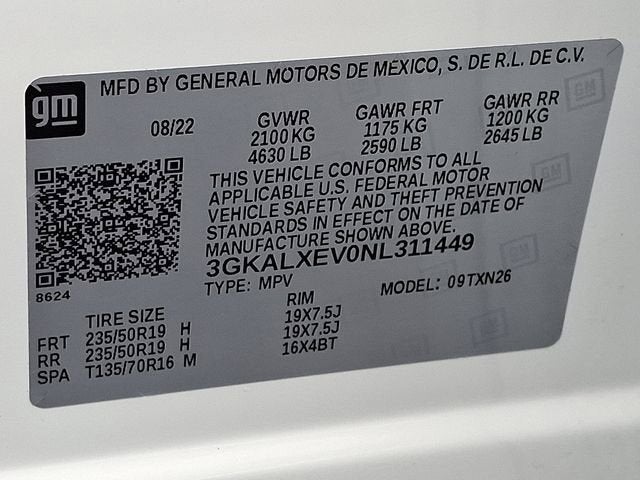 gm
MFD BY GENERAL MOTORS DE MEXICO, S. DE R.L. DE C.V.
08/22
GVWR GAWR FRT GAWR RR
2100 KG 1175 KG 1200 KG
4630 LB 2590 LB 2645 LB
THIS VEHICLE CONFORMS TO ALL
APPLICABLE U.S. FEDERAL MOTOR
VEHICLE SAFETY AND THEFT PREVENTION
STANDARDS IN EFFECT ON THE DATE OF
MANUFACTURE SHOWN ABOVE.
3GKALXEV0NL311449
8624
TYPE: MPV MODEL: 09TXN26
TIRE SIZE RIM
FRT 235/50R19 H 19X7.5J
RR 235/50R19 H 19X7.5J
SPA T135/70R16 M 16X4BT